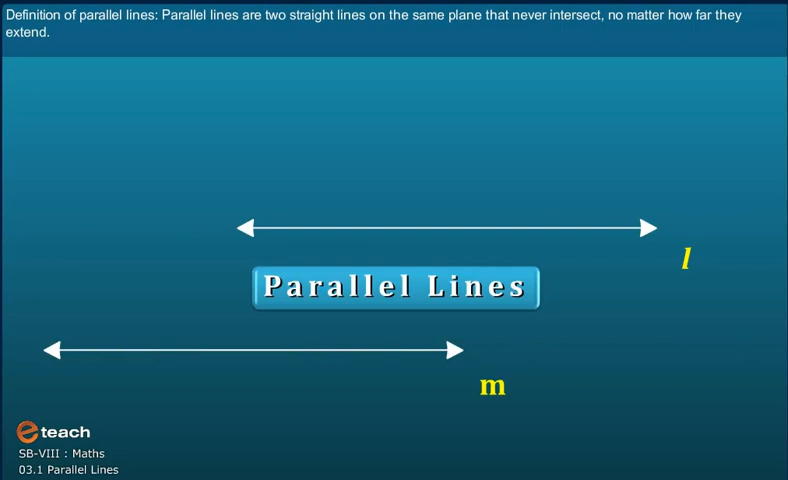 Definition of parallel lines: Parallel lines are two straight lines on the same plane that never intersect, no matter how far they
extend.
l
Parallel Lines
m
eteach
SB-VIII : Maths
03.1 Parallel Lines